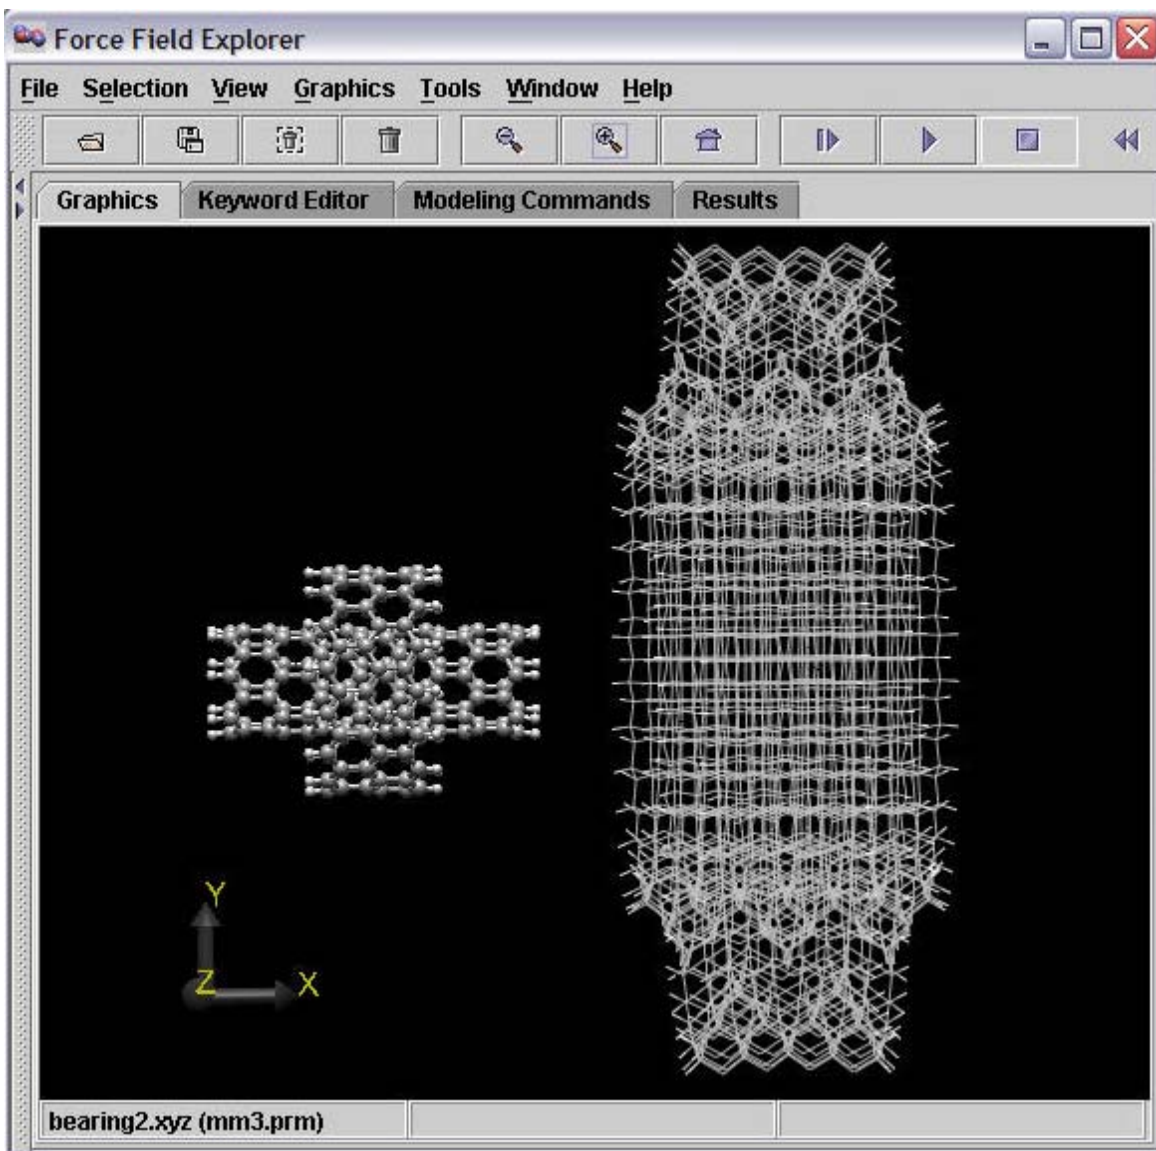 Force Field Explorer
File Selection View Graphics Tools Window Help
Graphics Keyword Editor Modeling Commands Results
Y
Z X
bearing2.xyz (mm3.prm)